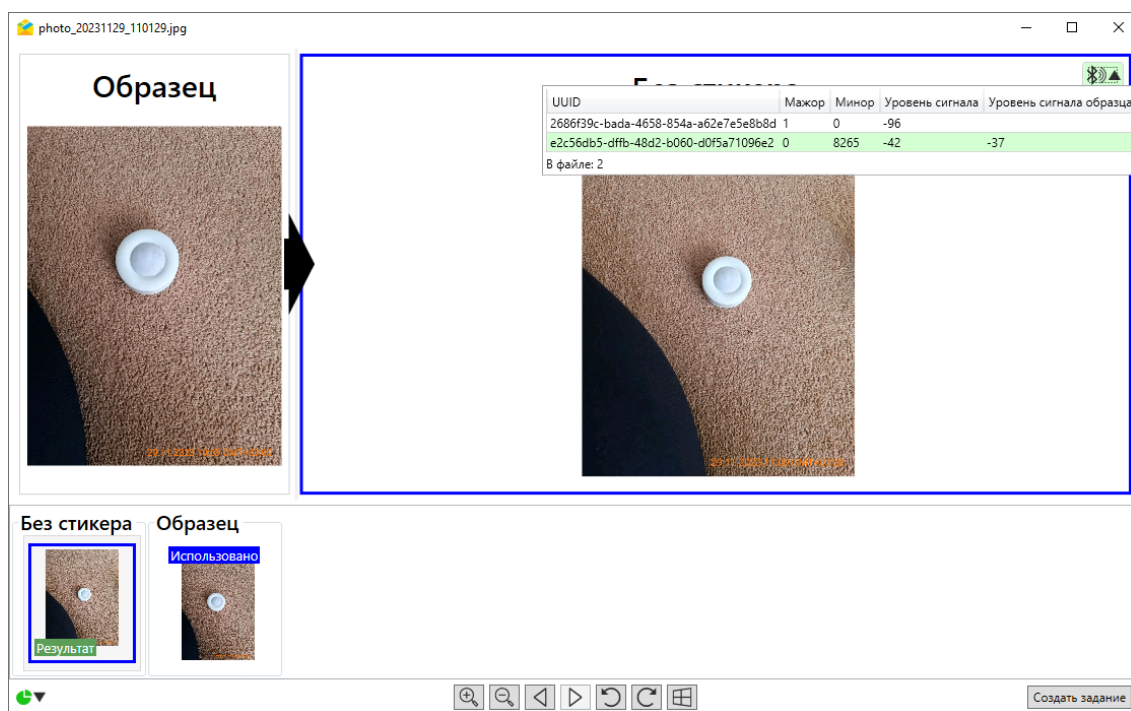 photo_20231129_110129.jpg
Образец
UUID Мажор Минор Уровень сигнала Уровень сигнала образца
2686f39c-bada-4658-854a-a62e7e5e8b8d 1 0 -96
e2c56db5-dffb-48d2-b060-d0f5a71096e2 0 8265 -42 -37
В файле: 2
Без стикера
Образец
Использовано
Результат
Создать задание